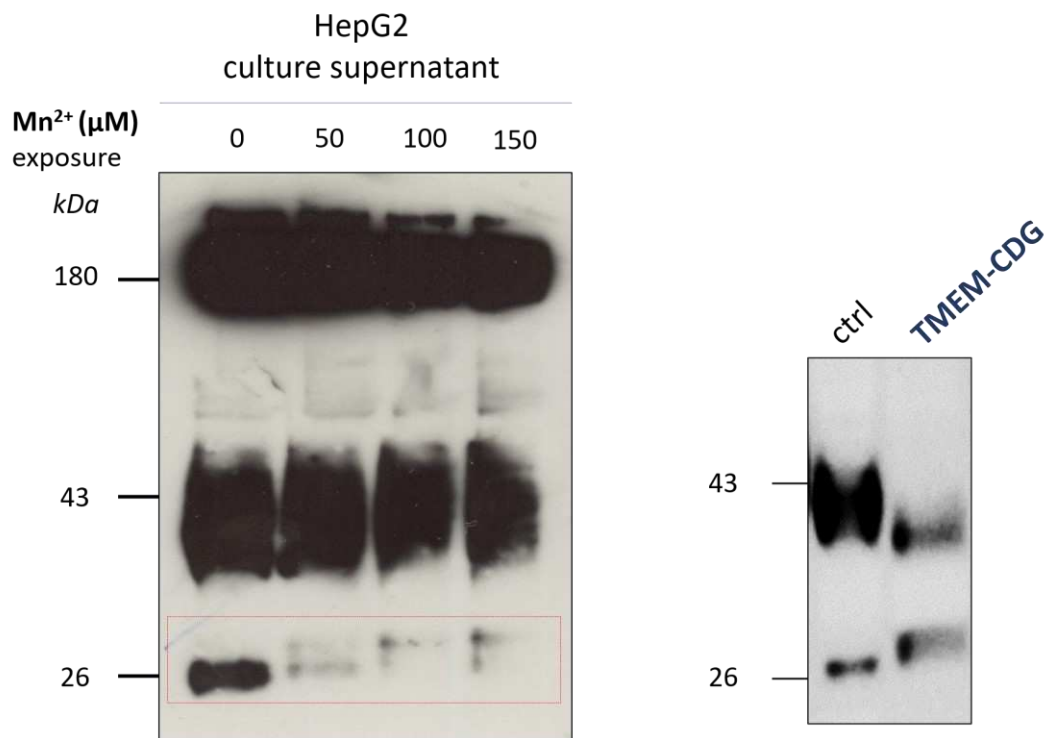 HepG2
culture supernatant
Mn²⁺ (µM)
exposure
0 50 100 150
kDa
180
43
26
ctrl
TMEM-CDG
43
26